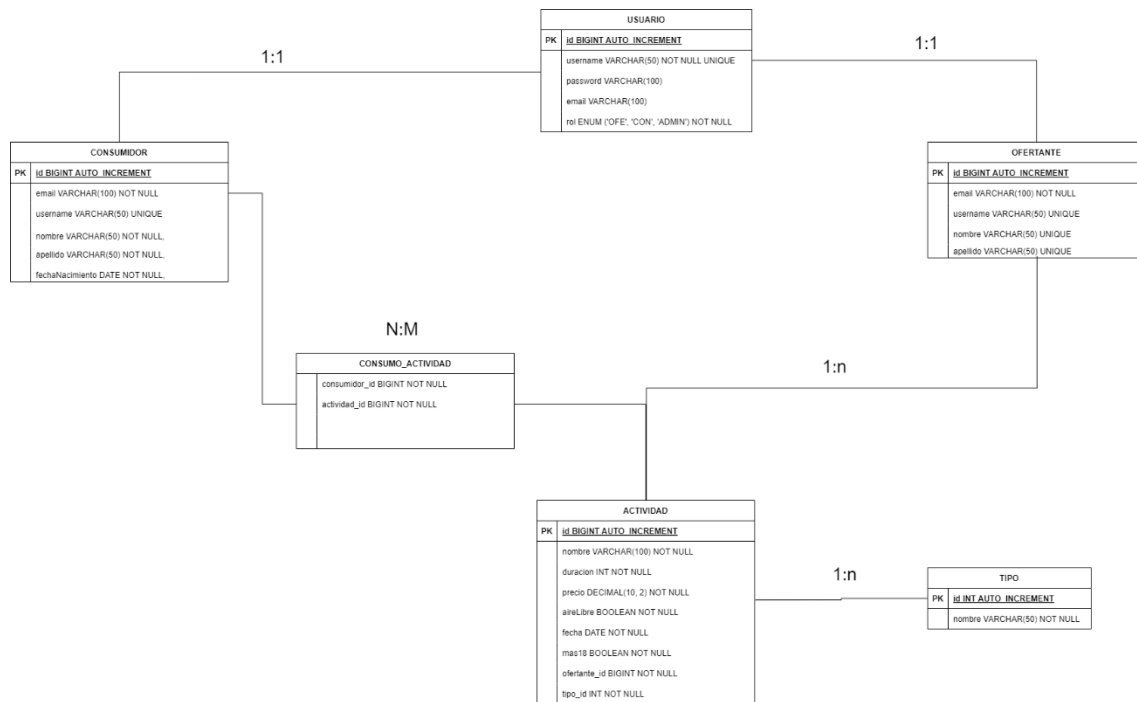 USUARIO
PK id BIGINT AUTO_INCREMENT
username VARCHAR(50) NOT NULL UNIQUE
password VARCHAR(100)
email VARCHAR(100)
rol ENUM ('OFE', 'CON', 'ADMIN') NOT NULL
1:1
1:1
CONSUMIDOR
PK id BIGINT AUTO_INCREMENT
email VARCHAR(100) NOT NULL
username VARCHAR(50) UNIQUE
nombre VARCHAR(50) NOT NULL,
apellido VARCHAR(50) NOT NULL,
fechaNacimiento DATE NOT NULL,
OFERTANTE
PK id BIGINT AUTO_INCREMENT
email VARCHAR(100) NOT NULL
username VARCHAR(50) UNIQUE
nombre VARCHAR(50) UNIQUE
apellido VARCHAR(50) UNIQUE
N:M
CONSUMO_ACTIVIDAD
consumidor_id BIGINT NOT NULL
actividad_id BIGINT NOT NULL
1:n
ACTIVIDAD
PK id BIGINT AUTO_INCREMENT
nombre VARCHAR(100) NOT NULL
duracion INT NOT NULL
precio DECIMAL(10, 2) NOT NULL
aireLibre BOOLEAN NOT NULL
fecha DATE NOT NULL
mas18 BOOLEAN NOT NULL
ofertante_id BIGINT NOT NULL
tipo_id INT NOT NULL
1:n
TIPO
PK id INT AUTO_INCREMENT
nombre VARCHAR(50) NOT NULL